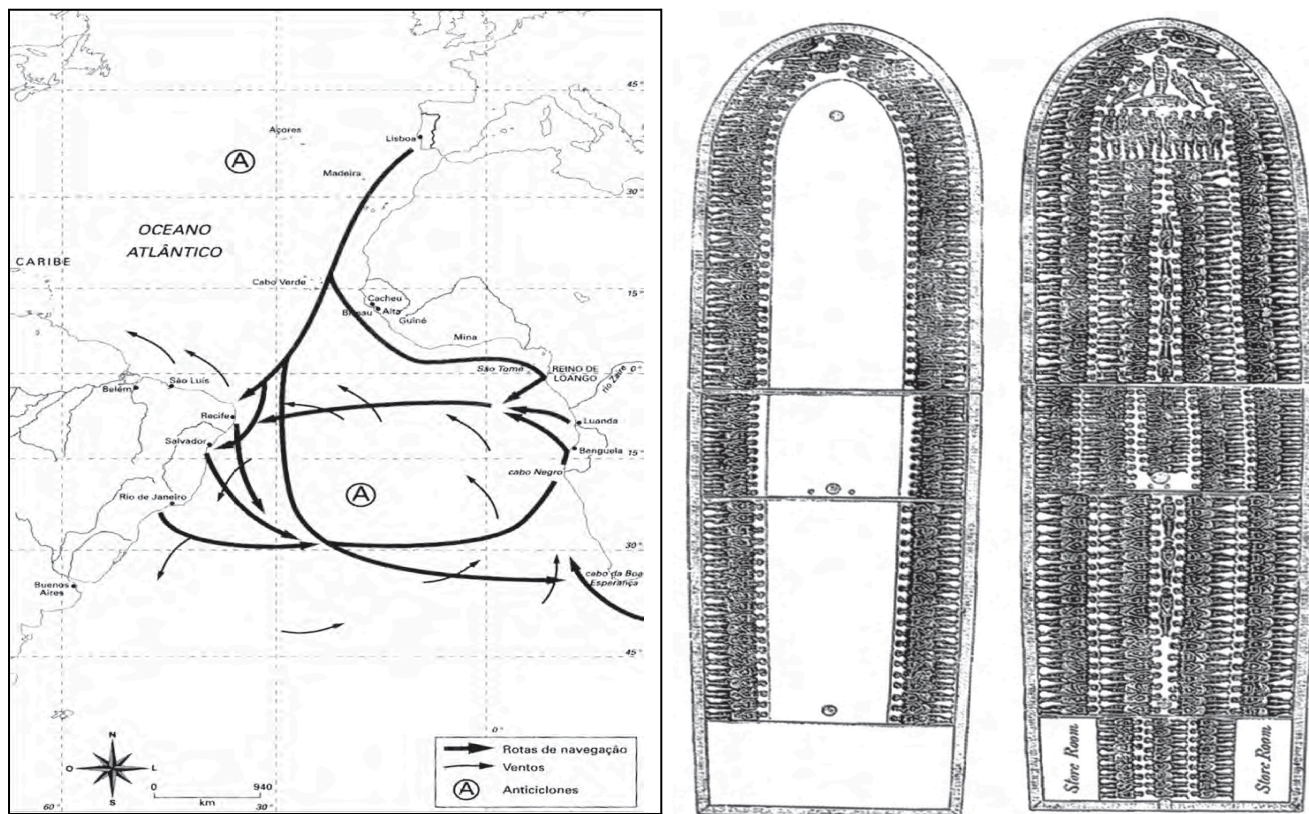 45°
Açores
Lisboa
A
Madeira
30°
OCEANO
ATLÂNTICO
CARIBE
Cabo Verde
15°
Cacheu
Bissau
Alta
Guiné
Mina
São Tomé
0°
REINO DE
LOANGO
rio Zaire
São Luís
Belém
Recife
Luanda
Salvador
Benguela
15°
cabo Negro
A
Rio de Janeiro
30°
cabo da Boa
Esperança
Buenos
Aires
45°
0°
N
O
L
S
0
940
km
60°
30°
Rotas de navegação
Ventos
A
Anticiclones
Store Room
Store Room